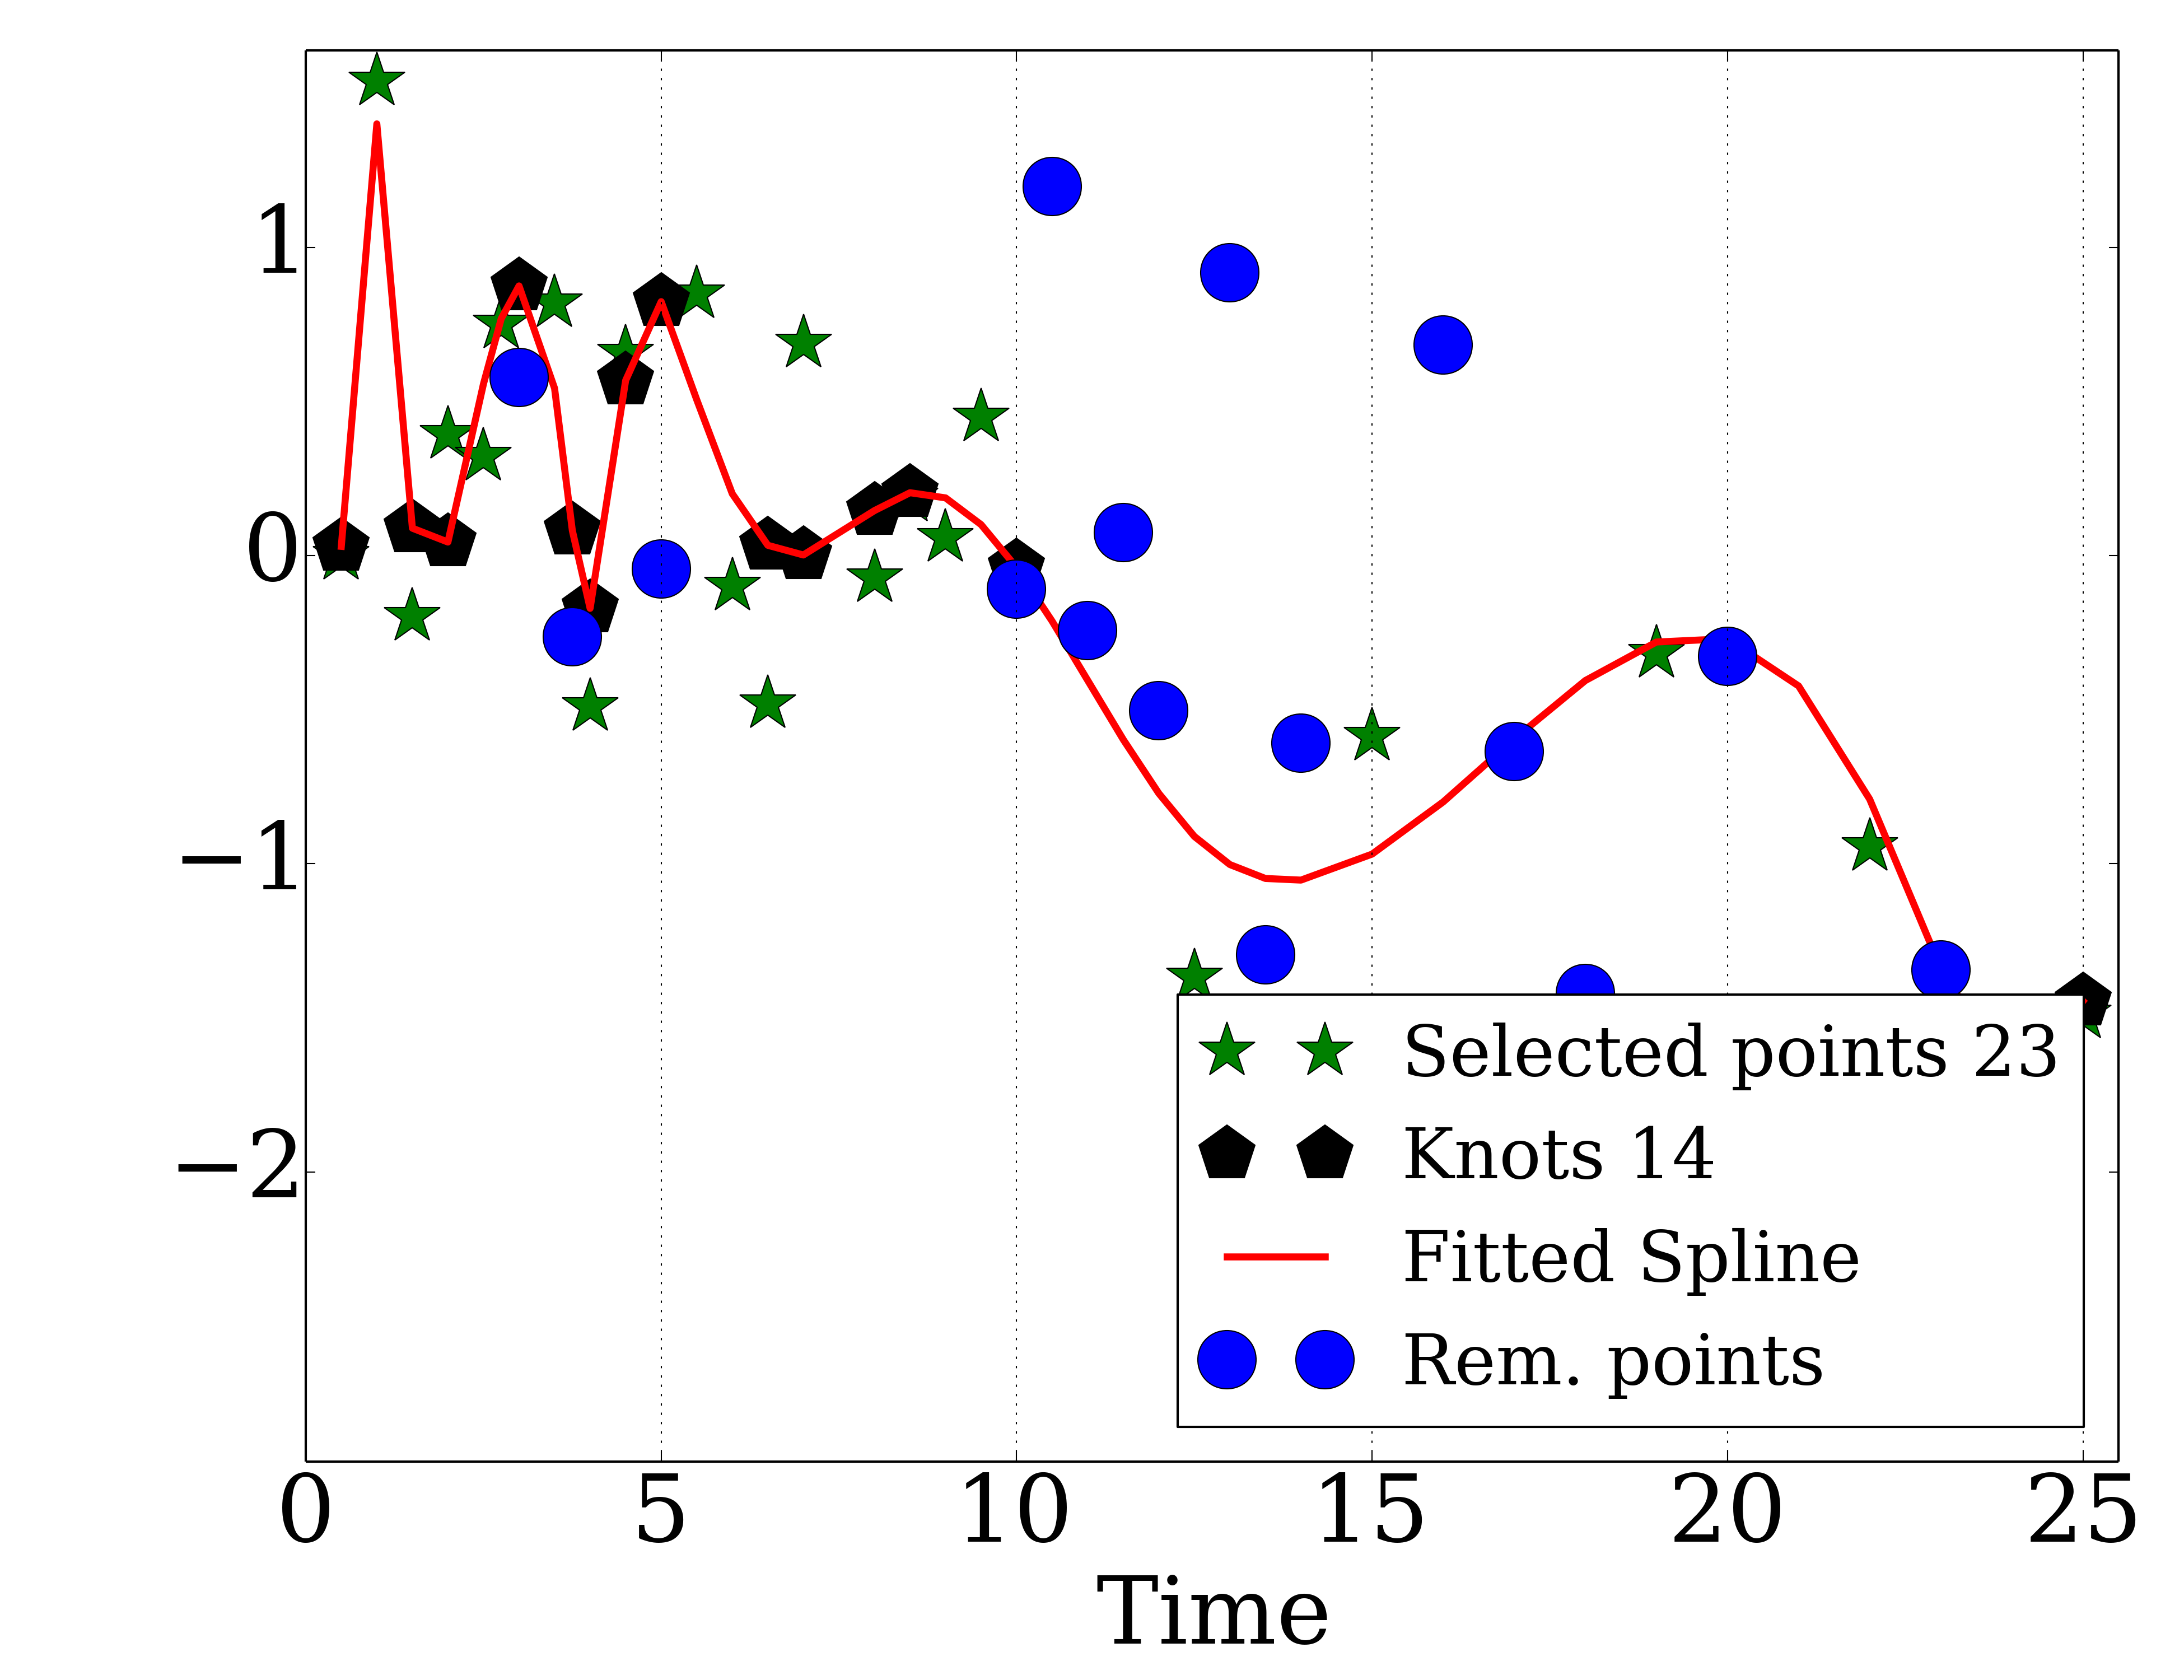 1
0
−1
−2
Selected points 23
Knots 14
Fitted Spline
Rem. points
0 5 10 15 20 25
Time